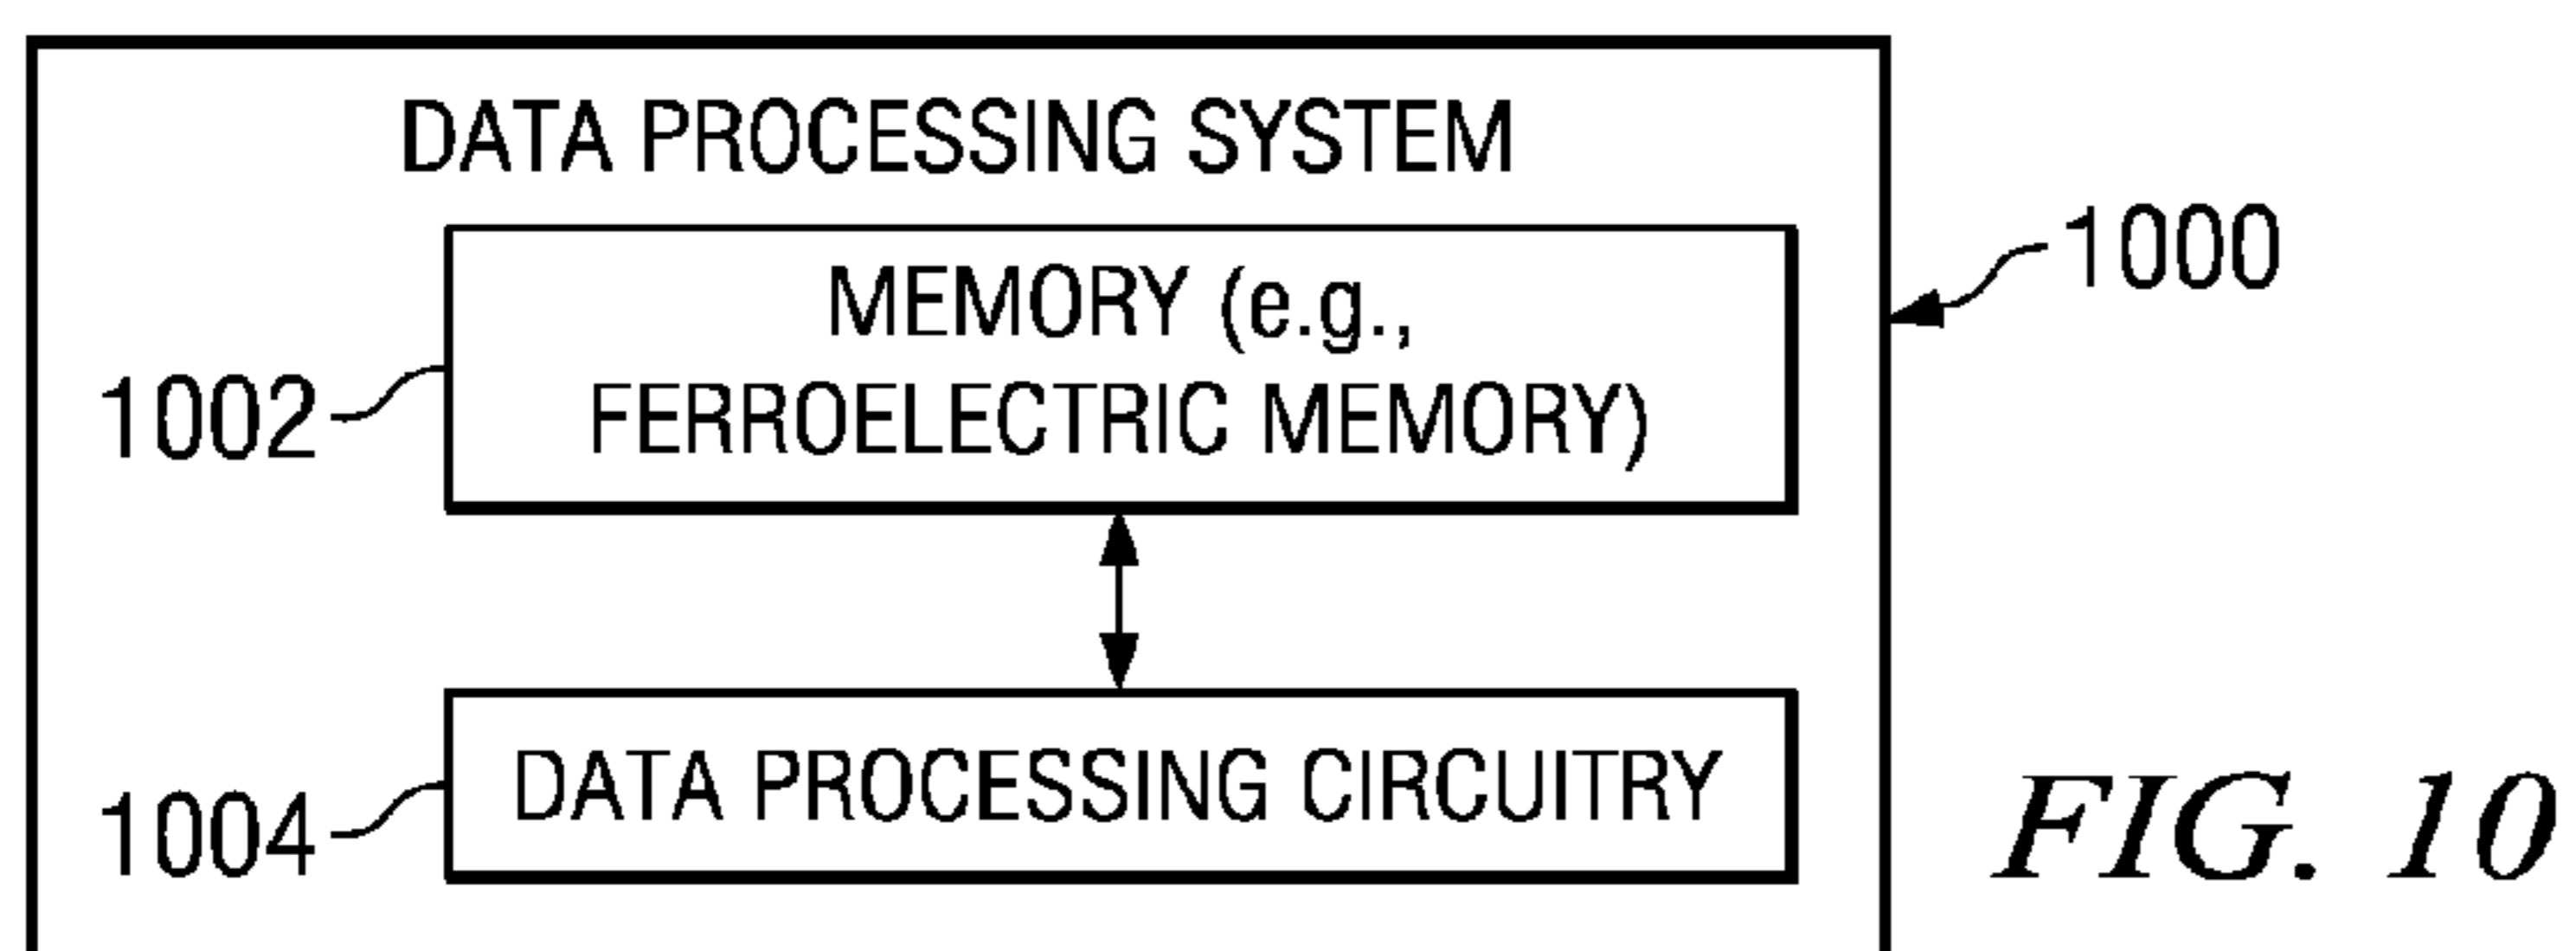 DATA PROCESSING SYSTEM
1000
MEMORY (e.g.,
FERROELECTRIC MEMORY)
1002
DATA PROCESSING CIRCUITRY
1004
FIG. 10